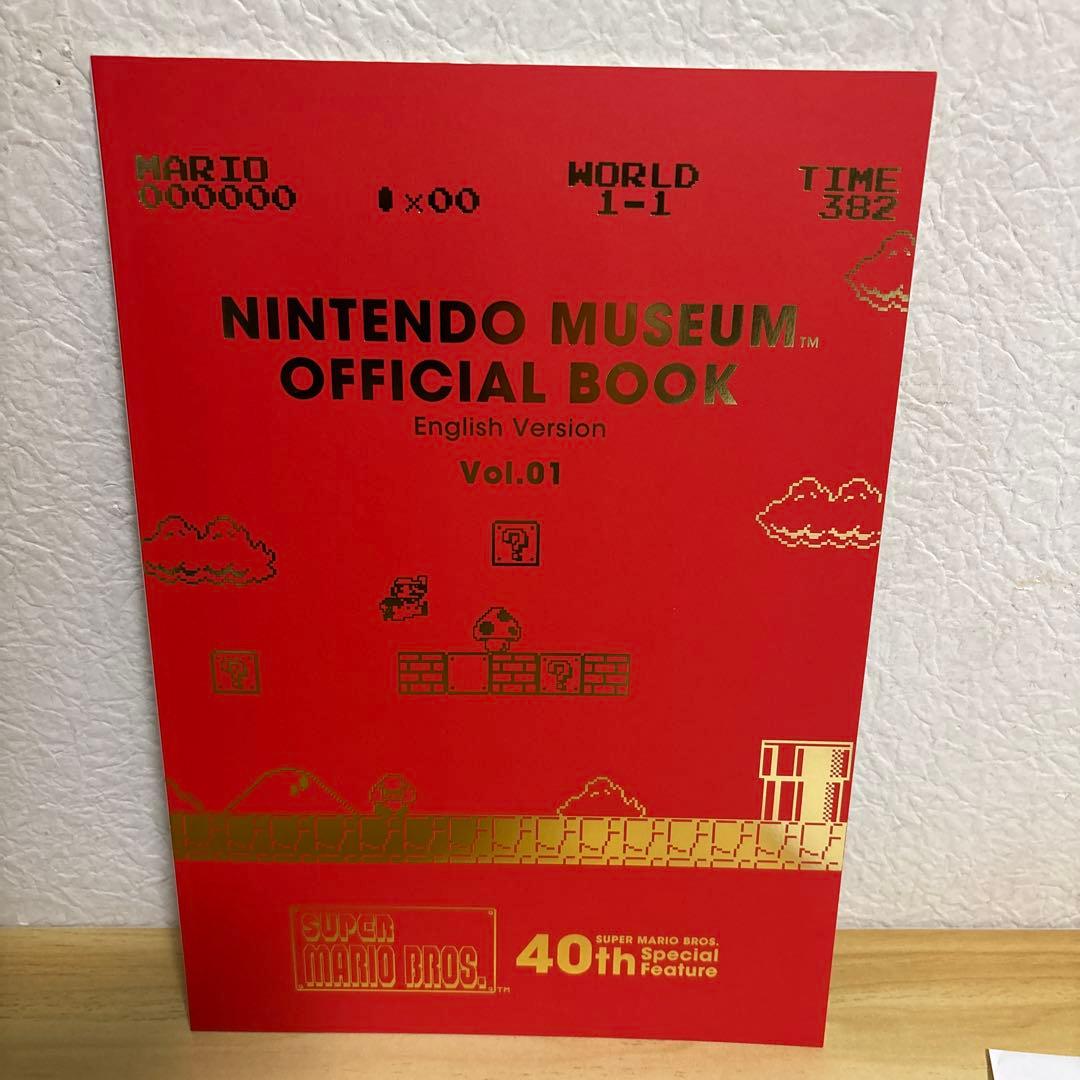 MARIO
000000
×00
WORLD
1-1
TIME
382
NINTENDO MUSEUM™
OFFICIAL BOOK
English Version
Vol.01
?
?
?
SUPER
MARIO BROS.™
40th
SUPER MARIO BROS.
Special
Feature